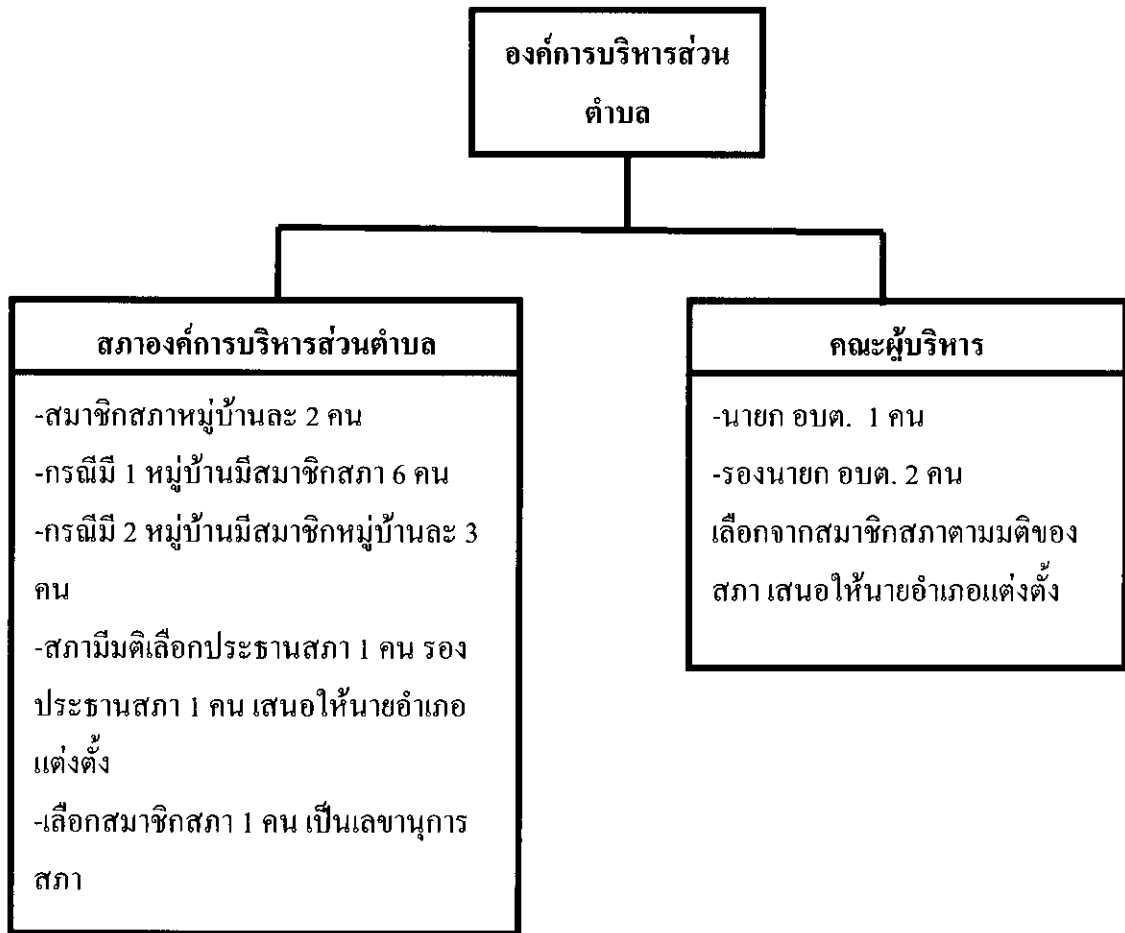 องค์การบริหารส่วน
ตำบล
สภาองค์การบริหารส่วนตำบล
-สมาชิกสภาหมู่บ้านละ 2 คน
-กรณีมี 1 หมู่บ้านมีสมาชิกสภา 6 คน
-กรณีมี 2 หมู่บ้านมีสมาชิกหมู่บ้านละ 3
คน
-สภามีมติเลือกประธานสภา 1 คน รอง
ประธานสภา 1 คน เสนอให้นายอำเภอ
แต่งตั้ง
-เลือกสมาชิกสภา 1 คน เป็นเลขานุการ
สภา
คณะผู้บริหาร
-นายก อบต. 1 คน
-รองนายก อบต. 2 คน
เลือกจากสมาชิกสภาตามมติของ
สภา เสนอให้นายอำเภอแต่งตั้ง